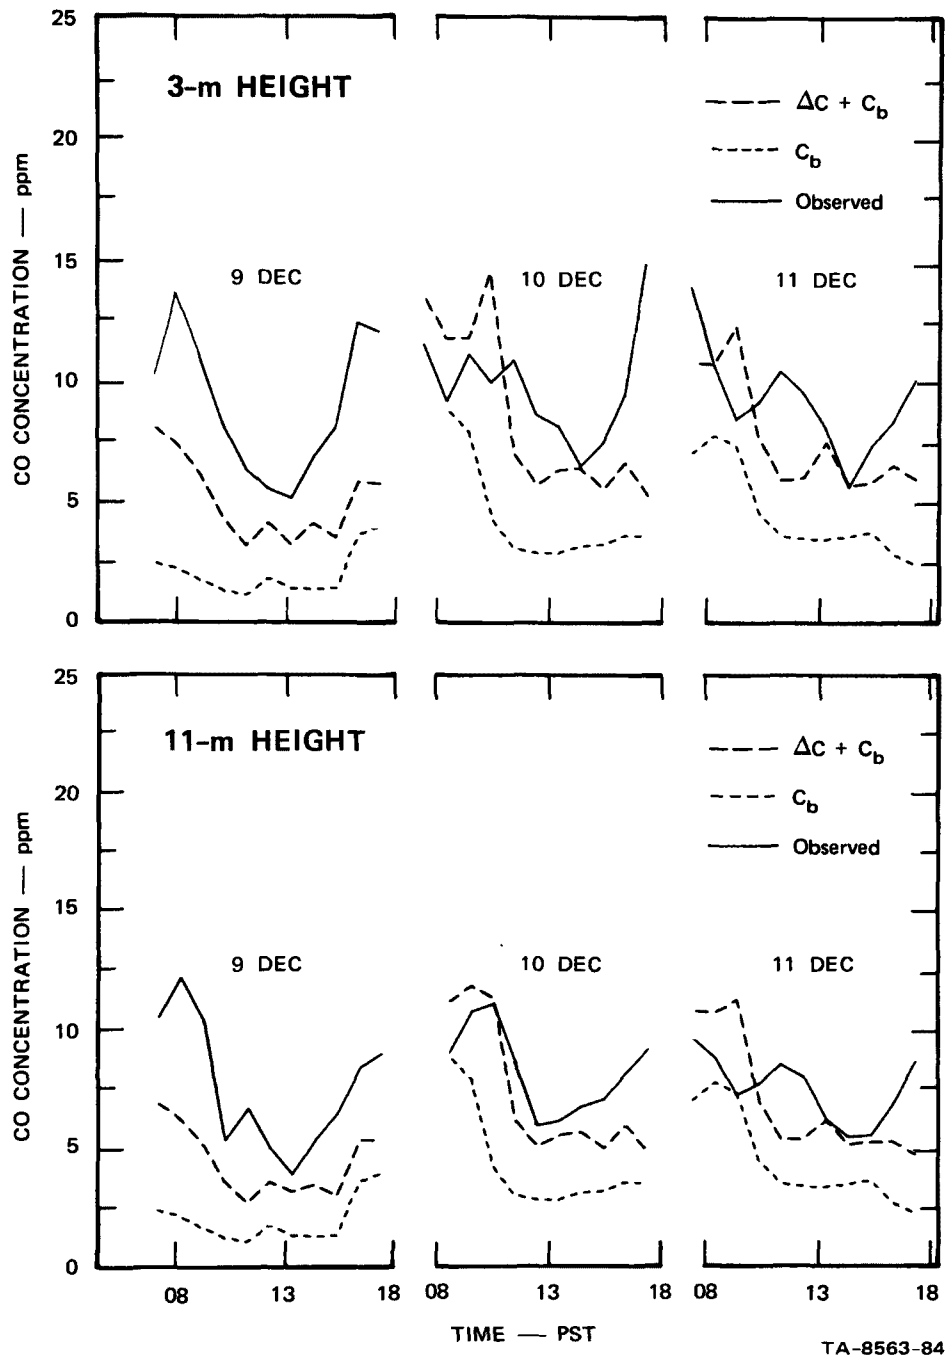 25
20
15
10
5
0
CO CONCENTRATION — ppm
3-m HEIGHT
ΔC + Cb
Cb
Observed
9 DEC
10 DEC
11 DEC
25
20
15
10
5
0
CO CONCENTRATION — ppm
11-m HEIGHT
ΔC + Cb
Cb
Observed
9 DEC
10 DEC
11 DEC
08 13 18 08 13 18 08 13 18
TIME — PST
TA-8563-84